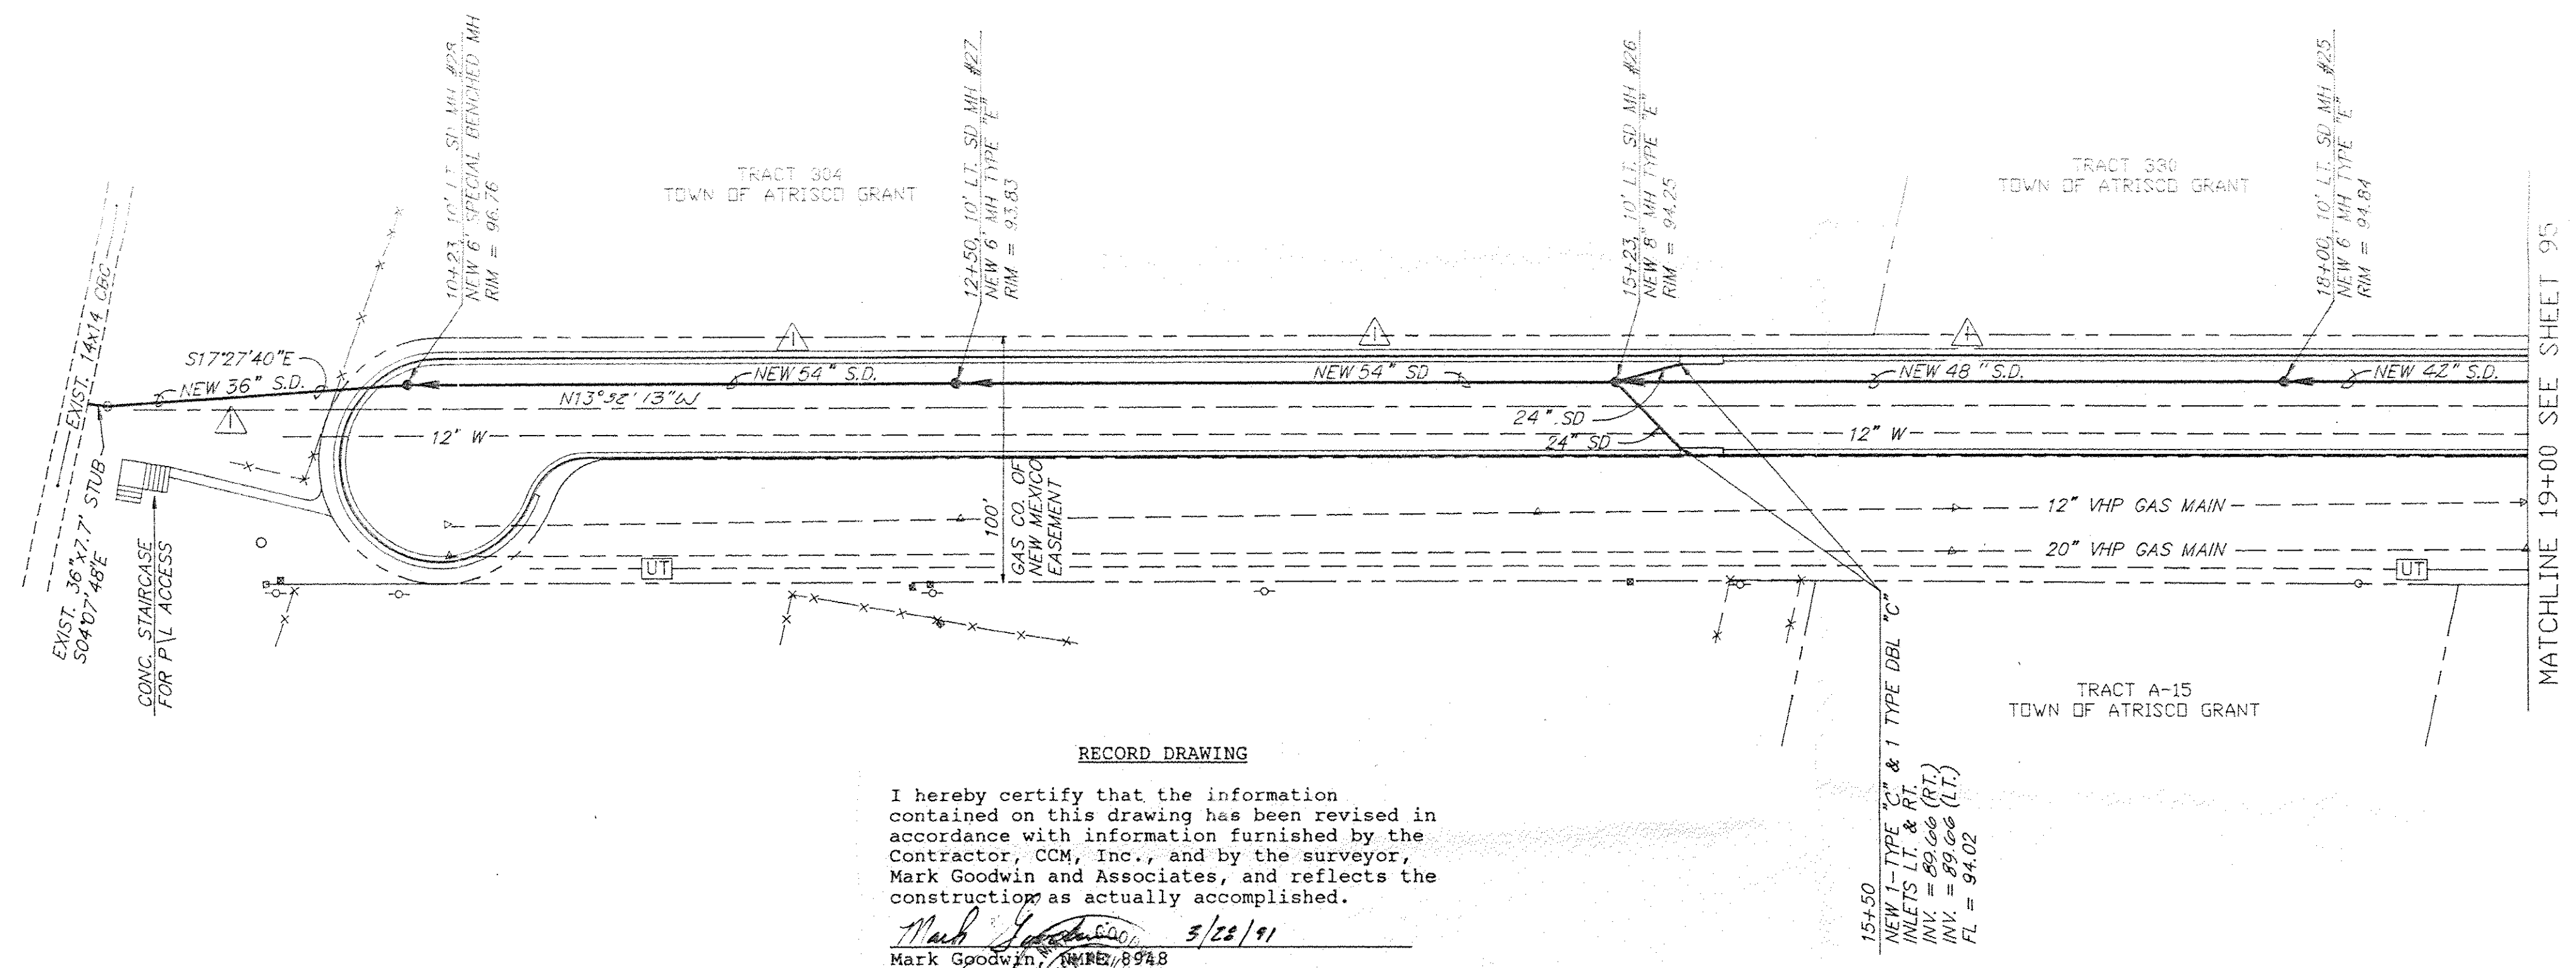 10+23, 10' LT. SD MH #28
NEW 6' SPECIAL BENCHED MH
RIM = 96.76
12+50, 10' LT. SD MH #27
NEW 6' MH TYPE "E"
RIM = 93.83
15+23, 10' LT. SD MH #26
NEW 8' MH TYPE "E"
RIM = 94.25
18+00, 10' LT. SD MH #25
NEW 6' MH TYPE "E"
RIM = 94.84
TRACT 304
TOWN OF ATRISCO GRANT
TRACT 330
TOWN OF ATRISCO GRANT
EXIST. 14x14 CBC
S17°27'40"E
NEW 36" S.D.
NEW 54" S.D.
N13°52'13"W
NEW 54" SD
NEW 48" S.D.
NEW 42" S.D.
1
1
1
1
24" SD
24" SD
12" W
12" W
EXIST. 36"x7.7' STUB
S04°07'48"E
CONC. STAIRCASE
FOR P\L ACCESS
100'
GAS CO. OF
NEW MEXICO
EASEMENT
12" VHP GAS MAIN
20" VHP GAS MAIN
UT
UT
MATCHLINE 19+00 SEE SHEET 95
TRACT A-15
TOWN OF ATRISCO GRANT
15+50
NEW 1-TYPE "C" & 1 TYPE DBL "C"
INLETS LT. & RT.
INV. = 89.66 (RT.)
INV. = 89.66 (LT.)
FL = 94.02
RECORD DRAWING
I hereby certify that the information
contained on this drawing has been revised in
accordance with information furnished by the
Contractor, CCM, Inc., and by the surveyor,
Mark Goodwin and Associates, and reflects the
construction as actually accomplished.
Mark Goodwin 3/28/91
Mark Goodwin, NMPE 8948